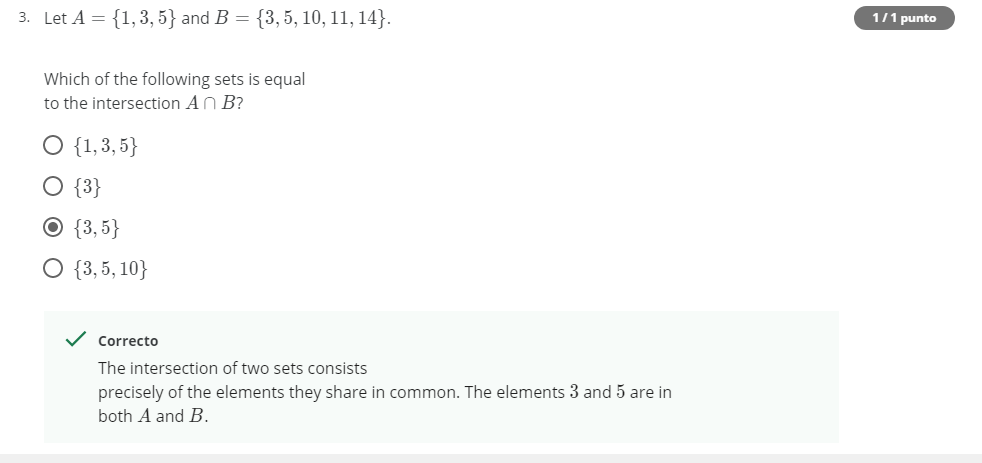 3. Let A = {1, 3, 5} and B = {3, 5, 10, 11, 14}.
1 / 1 punto
Which of the following sets is equal
to the intersection A ∩ B?
{1, 3, 5}
{3}
{3, 5}
{3, 5, 10}
Correcto
The intersection of two sets consists
precisely of the elements they share in common. The elements 3 and 5 are in
both A and B.